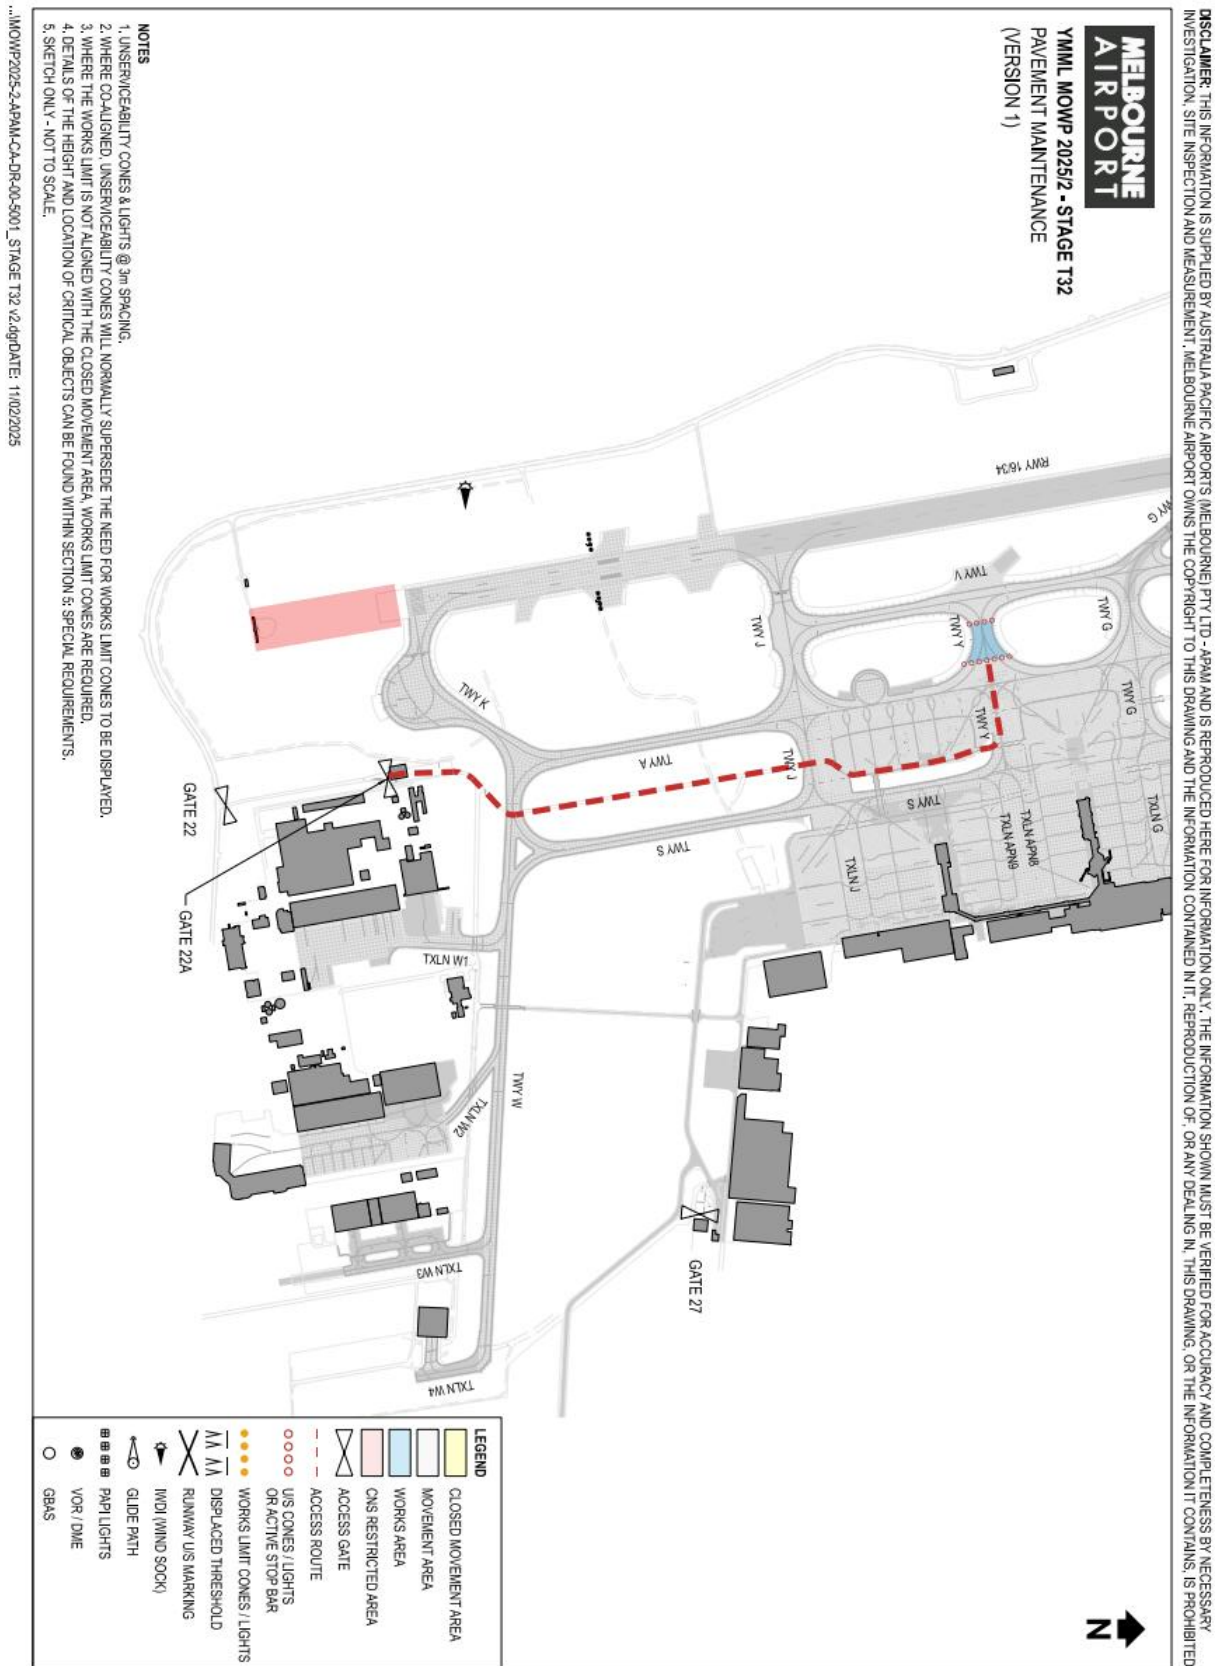 DISCLAIMER: THIS INFORMATION IS SUPPLIED BY AUSTRALIA PACIFIC AIRPORTS (MELBOURNE) PTY LTD - APAM AND IS REPRODUCED HERE FOR INFORMATION ONLY. THE INFORMATION SHOWN MUST BE VERIFIED FOR ACCURACY AND COMPLETENESS BY NECESSARY
INVESTIGATION, SITE INSPECTION AND MEASUREMENT. MELBOURNE AIRPORT OWNS THE COPYRIGHT TO THIS DRAWING AND THE INFORMATION CONTAINED IN IT. REPRODUCTION OF, OR ANY DEALING IN, THIS DRAWING, OR THE INFORMATION IT CONTAINS, IS PROHIBITED
MELBOURNE
AIRPORT
YMML MOWP 2025/2 - STAGE T32
PAVEMENT MAINTENANCE
(VERSION 1)
N
RWY 16/34
TWY G
TWY V
TWY G
TWY Y
TWY J
TWY G
TWY Y
TWY K
TWY A
TWY J
TWY S
TWY S
TXLN G
TXLN APN8
TXLN APN9
TXLN J
GATE 22
GATE 22A
TXLN W1
TWY W
TXLN W2
TXLN W3
TXLN W4
GATE 27
NOTES
1. UNSERVICEABILITY CONES & LIGHTS @ 3m SPACING.
2. WHERE CO-ALIGNED, UNSERVICEABILITY CONES WILL NORMALLY SUPERSEDE THE NEED FOR WORKS LIMIT CONES TO BE DISPLAYED.
3. WHERE THE WORKS LIMIT IS NOT ALIGNED WITH THE CLOSED MOVEMENT AREA, WORKS LIMIT CONES ARE REQUIRED.
4. DETAILS OF THE HEIGHT AND LOCATION OF CRITICAL OBJECTS CAN BE FOUND WITHIN SECTION 5: SPECIAL REQUIREMENTS.
5. SKETCH ONLY - NOT TO SCALE.
LEGEND
CLOSED MOVEMENT AREA
MOVEMENT AREA
WORKS AREA
CNS RESTRICTED AREA
ACCESS GATE
ACCESS ROUTE
U/S CONES / LIGHTS
OR ACTIVE STOP BAR
WORKS LIMIT CONES / LIGHTS
DISPLACED THRESHOLD
RUNWAY U/S MARKING
IWDI (WIND SOCK)
GLIDE PATH
PAPI LIGHTS
VOR / DME
GBAS
...\MOWP2025-2-APAM-CA-DR-00-5001_STAGE T32 v2.dgnDATE: 11/02/2025